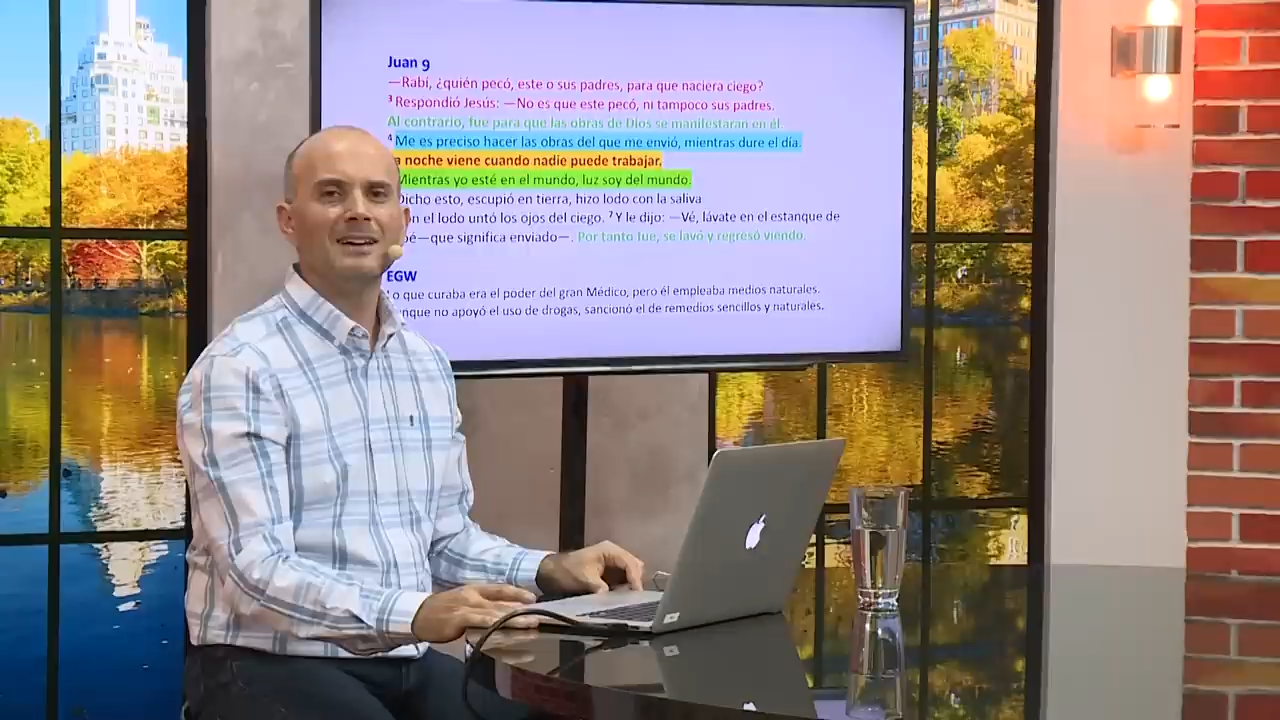 Juan 9
—Rabí, ¿quién pecó, este o sus padres, para que naciera ciego?
3 Respondió Jesús: —No es que este pecó, ni tampoco sus padres.
Al contrario, fue para que las obras de Dios se manifestaran en él.
4 Me es preciso hacer las obras del que me envió, mientras dure el día.
a noche viene cuando nadie puede trabajar.
Mientras yo esté en el mundo, luz soy del mundo.
Dicho esto, escupió en tierra, hizo lodo con la saliva
n el lodo untó los ojos del ciego. 7 Y le dijo: —Vé, lávate en el estanque de
é—que significa enviado—. Por tanto fue, se lavó y regresó viendo.
EGW
Lo que curaba era el poder del gran Médico, pero él empleaba medios naturales.
nque no apoyó el uso de drogas, sancionó el de remedios sencillos y naturales.